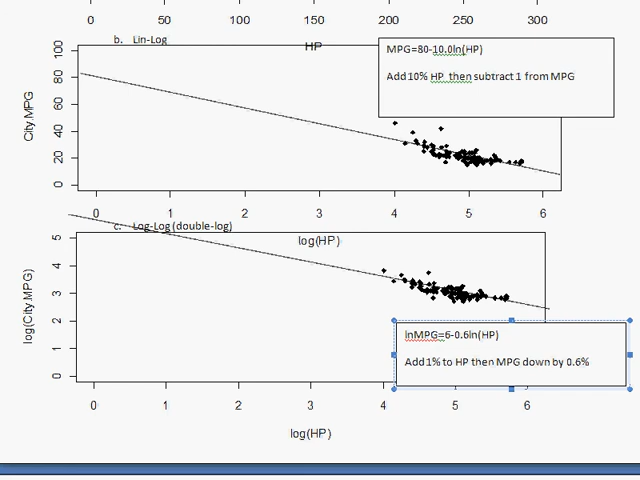 0 50 100 150 200 250 300
b. Lin-Log
HP
MPG=80-10.0ln(HP)
Add 10% HP then subtract 1 from MPG
City.MPG
100
80
60
40
20
0
0 1 2 3 4 5 6
c. Log-Log (double-log)
log(HP)
log(City.MPG)
5
4
3
2
1
0
lnMPG=6-0.6ln(HP)
Add 1% to HP then MPG down by 0.6%
0 1 2 3 4 5 6
log(HP)